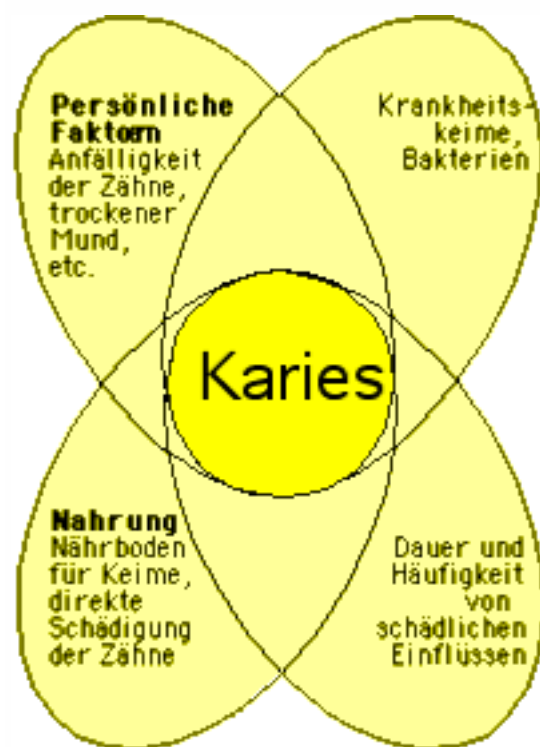 Persönliche
Faktorn
Anfälligkeit
der Zähne,
trockener
Mund,
etc.
Krankheits-
keime,
Bakterien
Karies
Nahrung
Nährboden
für Keime,
direkte
Schädigung
der Zähne
Dauer und
Häufigkeit
von
schädlichen
Einflüssen